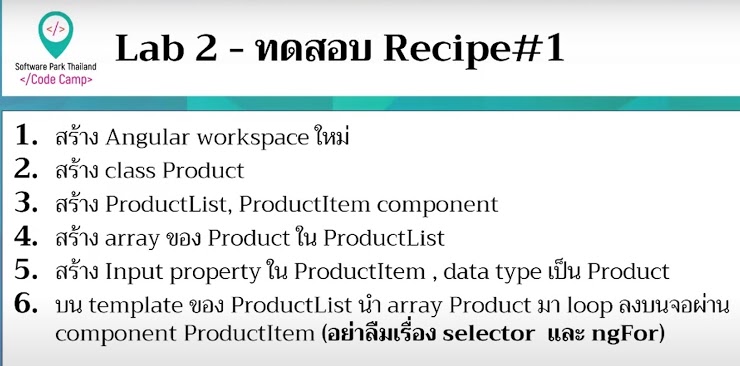 </>
Software Park Thailand
</Code Camp>
Lab 2 - ทดสอบ Recipe#1
1. สร้าง Angular workspace ใหม่
2. สร้าง class Product
3. สร้าง ProductList, ProductItem component
4. สร้าง array ของ Product ใน ProductList
5. สร้าง Input property ใน ProductItem , data type เป็น Product
6. บน template ของ ProductList นำ array Product มา loop ลงบนจอผ่าน
component ProductItem (อย่าลืมเรื่อง selector และ ngFor)